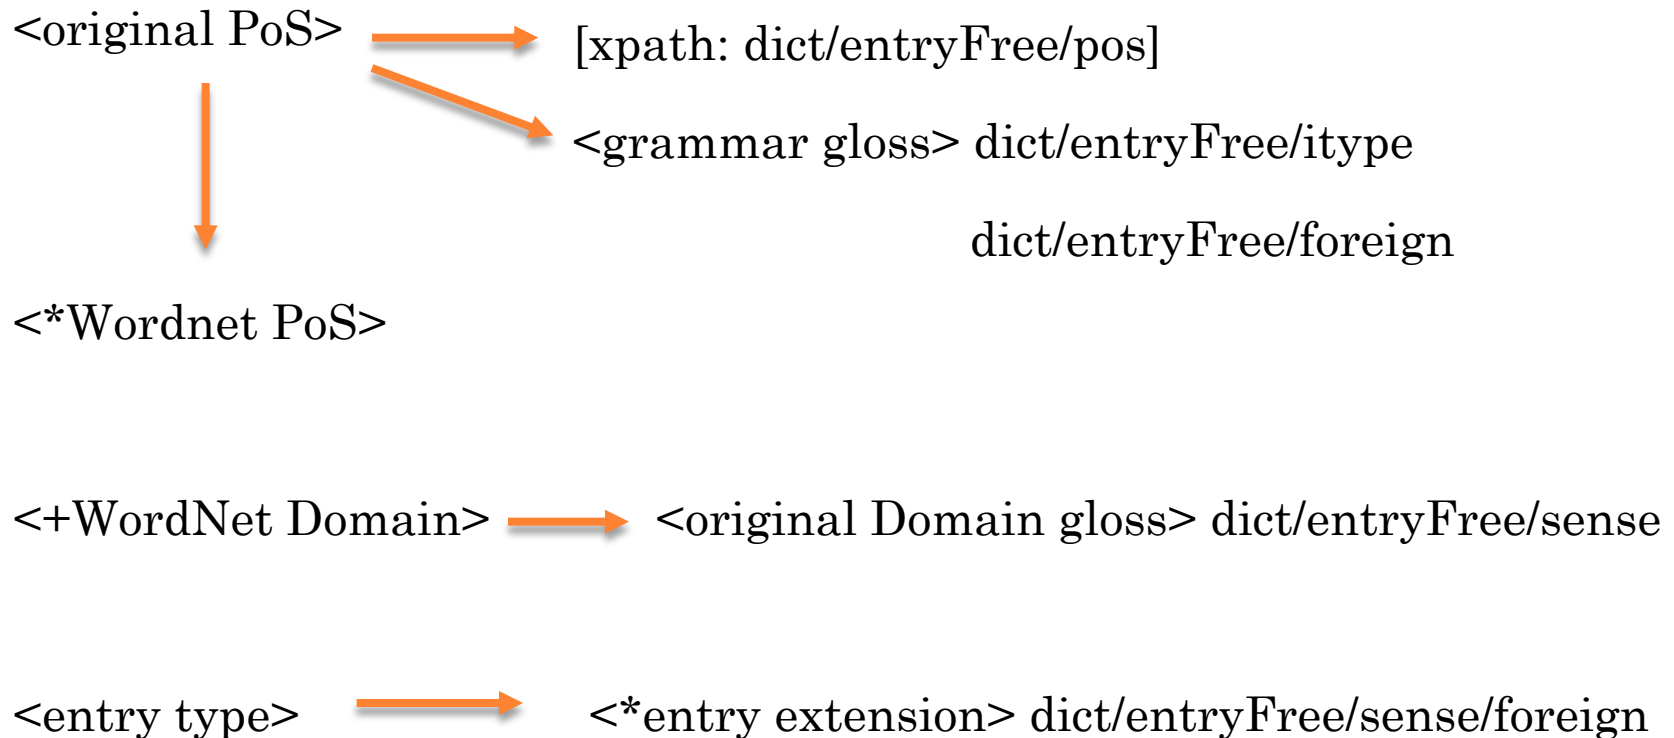 <original PoS> [xpath: dict/entryFree/pos]
<grammar gloss> dict/entryFree/itype
dict/entryFree/foreign
<*Wordnet PoS>
<+WordNet Domain> <original Domain gloss> dict/entryFree/sense
<entry type> <*entry extension> dict/entryFree/sense/foreign